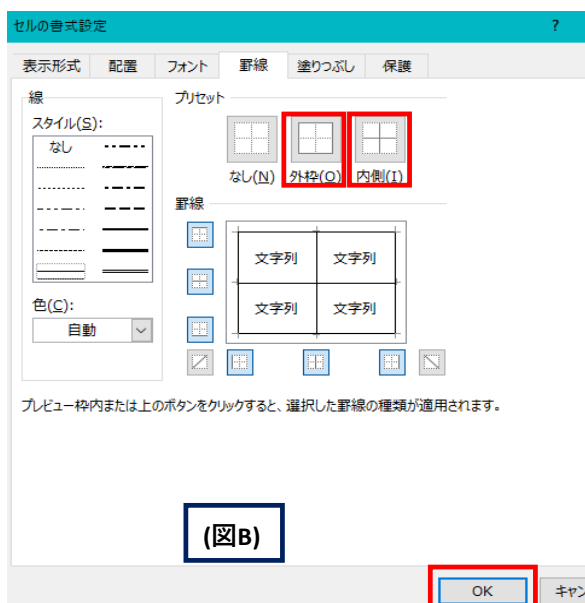 セルの書式設定 ?
表示形式 配置 フォント 罫線 塗りつぶし 保護
線
スタイル(S):
なし
プリセット
なし(N) 外枠(O) 内側(I)
罫線
文字列 文字列
文字列 文字列
色(C):
自動
プレビュー枠内または上のボタンをクリックすると、選択した罫線の種類が適用されます。
(図B)
OK キャン